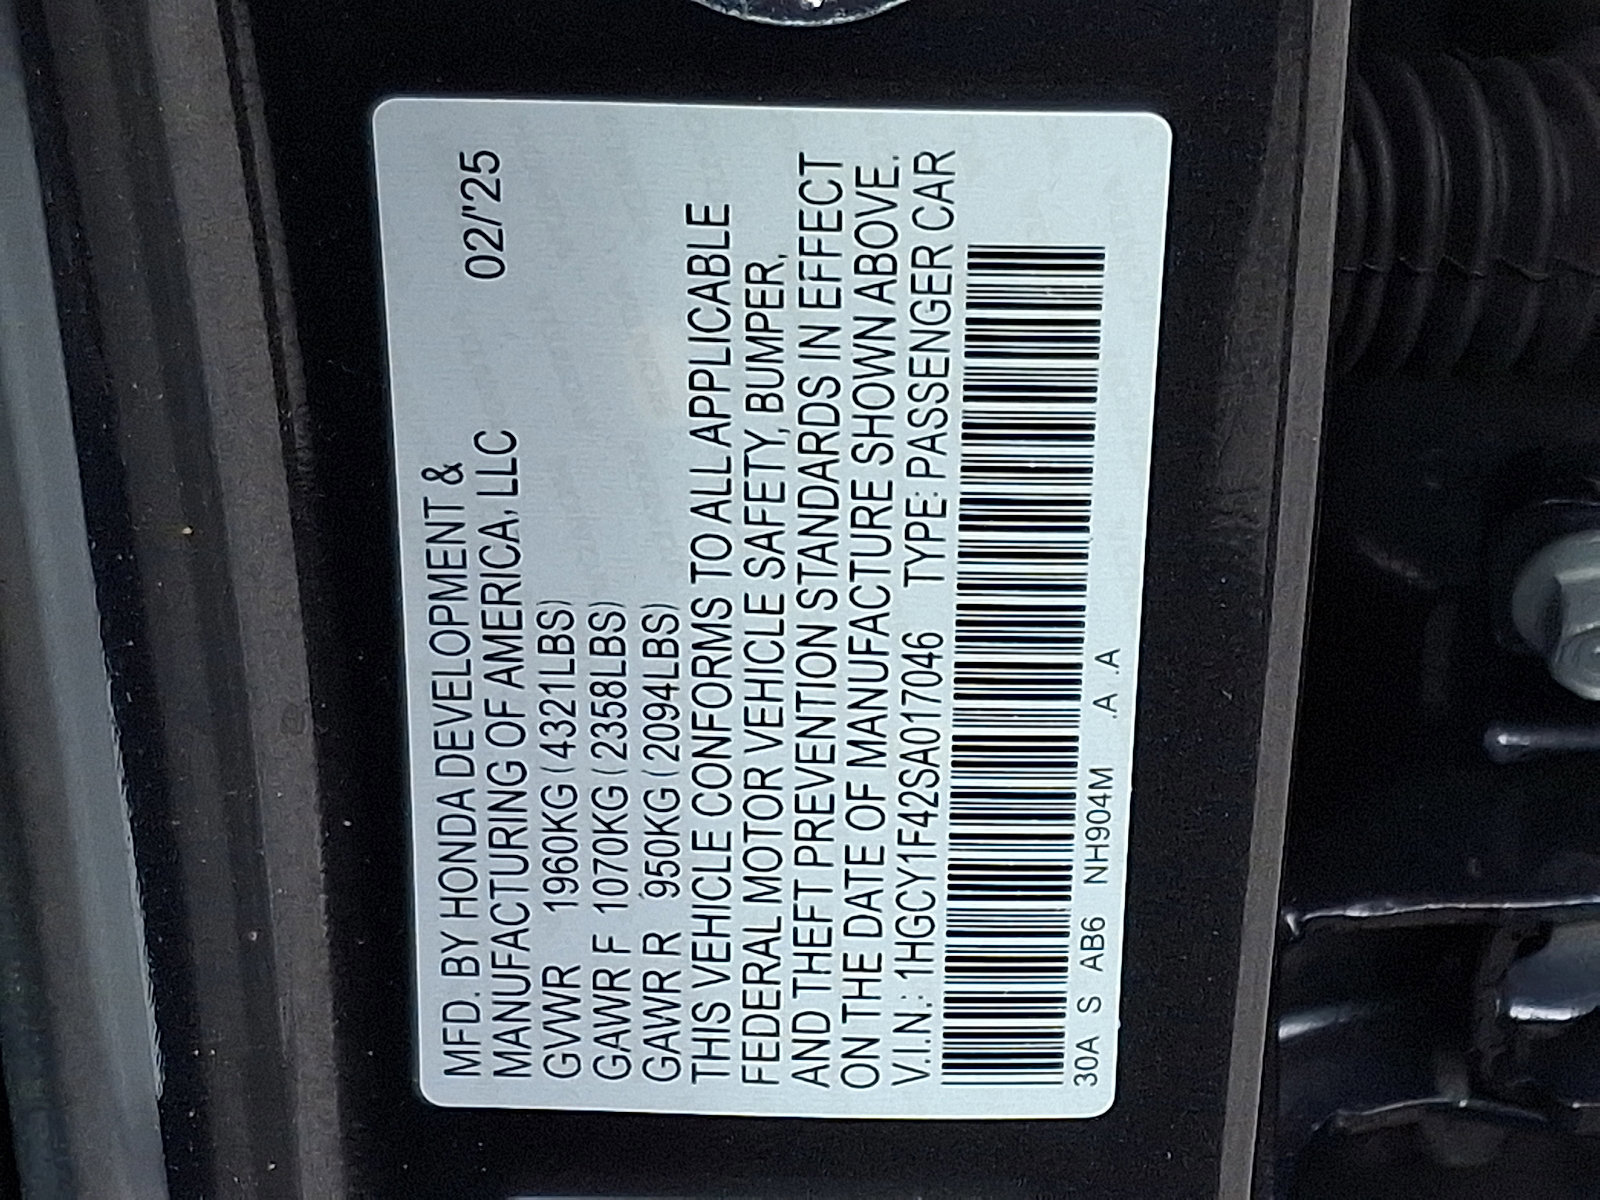 MFD. BY HONDA DEVELOPMENT &
MANUFACTURING OF AMERICA, LLC 02/'25
GVWR 1960KG (4321LBS)
GAWR F 1070KG (2358LBS)
GAWR R 950KG (2094LBS)
THIS VEHICLE CONFORMS TO ALL APPLICABLE
FEDERAL MOTOR VEHICLE SAFETY, BUMPER,
AND THEFT PREVENTION STANDARDS IN EFFECT
ON THE DATE OF MANUFACTURE SHOWN ABOVE.
V.I.N.: 1HGCY1F42SA017046 TYPE: PASSENGER CAR
30A S AB6 NH904M .A .A